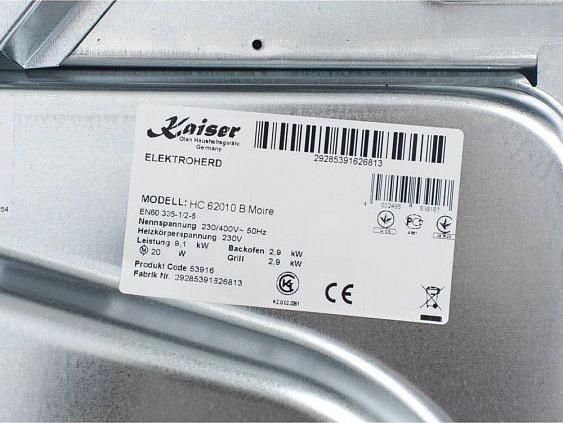 Kaiser
Olan Haushaltsgeräte
Germany
29285391626813
ELEKTROHERD
MODELL: HC 62010 B Moire
EN60 335-1/2-6
Nennspannung 230/400V~ 50Hz
Heizkörperspannung 230V
Leistung 9,1 kW Backofen 2,9 kW
M 20 W Grill 2,9 kW
Produkt Code 53916
Fabrik Nr. 29285391626813
CE
254